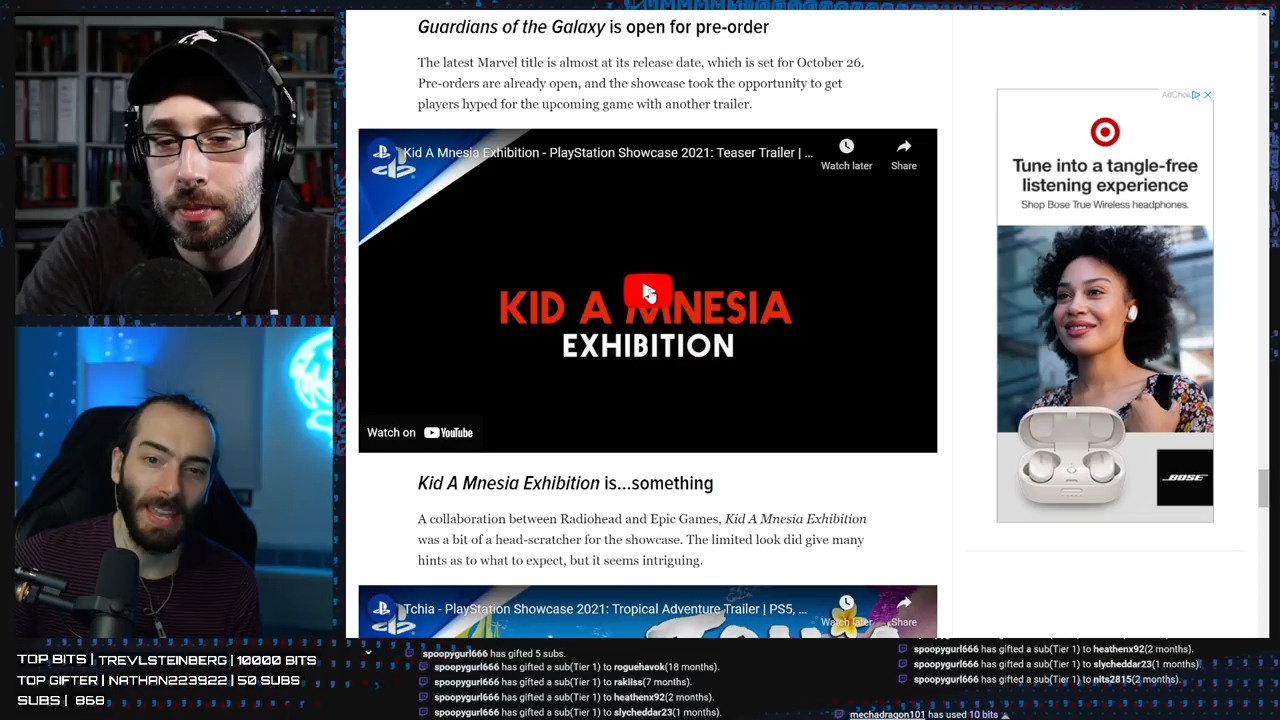 Guardians of the Galaxy is open for pre-order
The latest Marvel title is almost at its release date, which is set for October 26.
Pre-orders are already open, and the showcase took the opportunity to get
players hyped for the upcoming game with another trailer.
Kid A Mnesia Exhibition - PlayStation Showcase 2021: Teaser Trailer | ...
Watch later
Share
KID A MNESIA
EXHIBITION
Watch on YouTube
Kid A Mnesia Exhibition is...something
A collaboration between Radiohead and Epic Games, Kid A Mnesia Exhibition
was a bit of a head-scratcher for the showcase. The limited look did give many
hints as to what to expect, but it seems intriguing.
Tchia - PlayStation Showcase 2021: Tropical Adventure Trailer | PS5, ...
Watch later
Share
AdChoi
Tune into a tangle-free
listening experience
Shop Bose True Wireless headphones.
BOSE
TOP BITS | TREVLSTEINBERG | 10000 BITS
TOP GIFTER | NATHAN223922 | 50 SUBS
SUBS | 868
spoopygurl666 has gifted 5 subs.
spoopygurl666 has gifted a sub(Tier 1) to roguehavok(18 months).
spoopygurl666 has gifted a sub(Tier 1) to rakiiss(7 months).
spoopygurl666 has gifted a sub(Tier 1) to heathenx92(2 months).
spoopygurl666 has gifted a sub(Tier 1) to slycheddar23(1 months).
spoopygurl666 has gifted a sub(Tier 1) to heathenx92(2 months).
spoopygurl666 has gifted a sub(Tier 1) to slycheddar23(1 months)
spoopygurl666 has gifted a sub(Tier 1) to nits2815(2 months).
mechadragon101 has used 10 bits